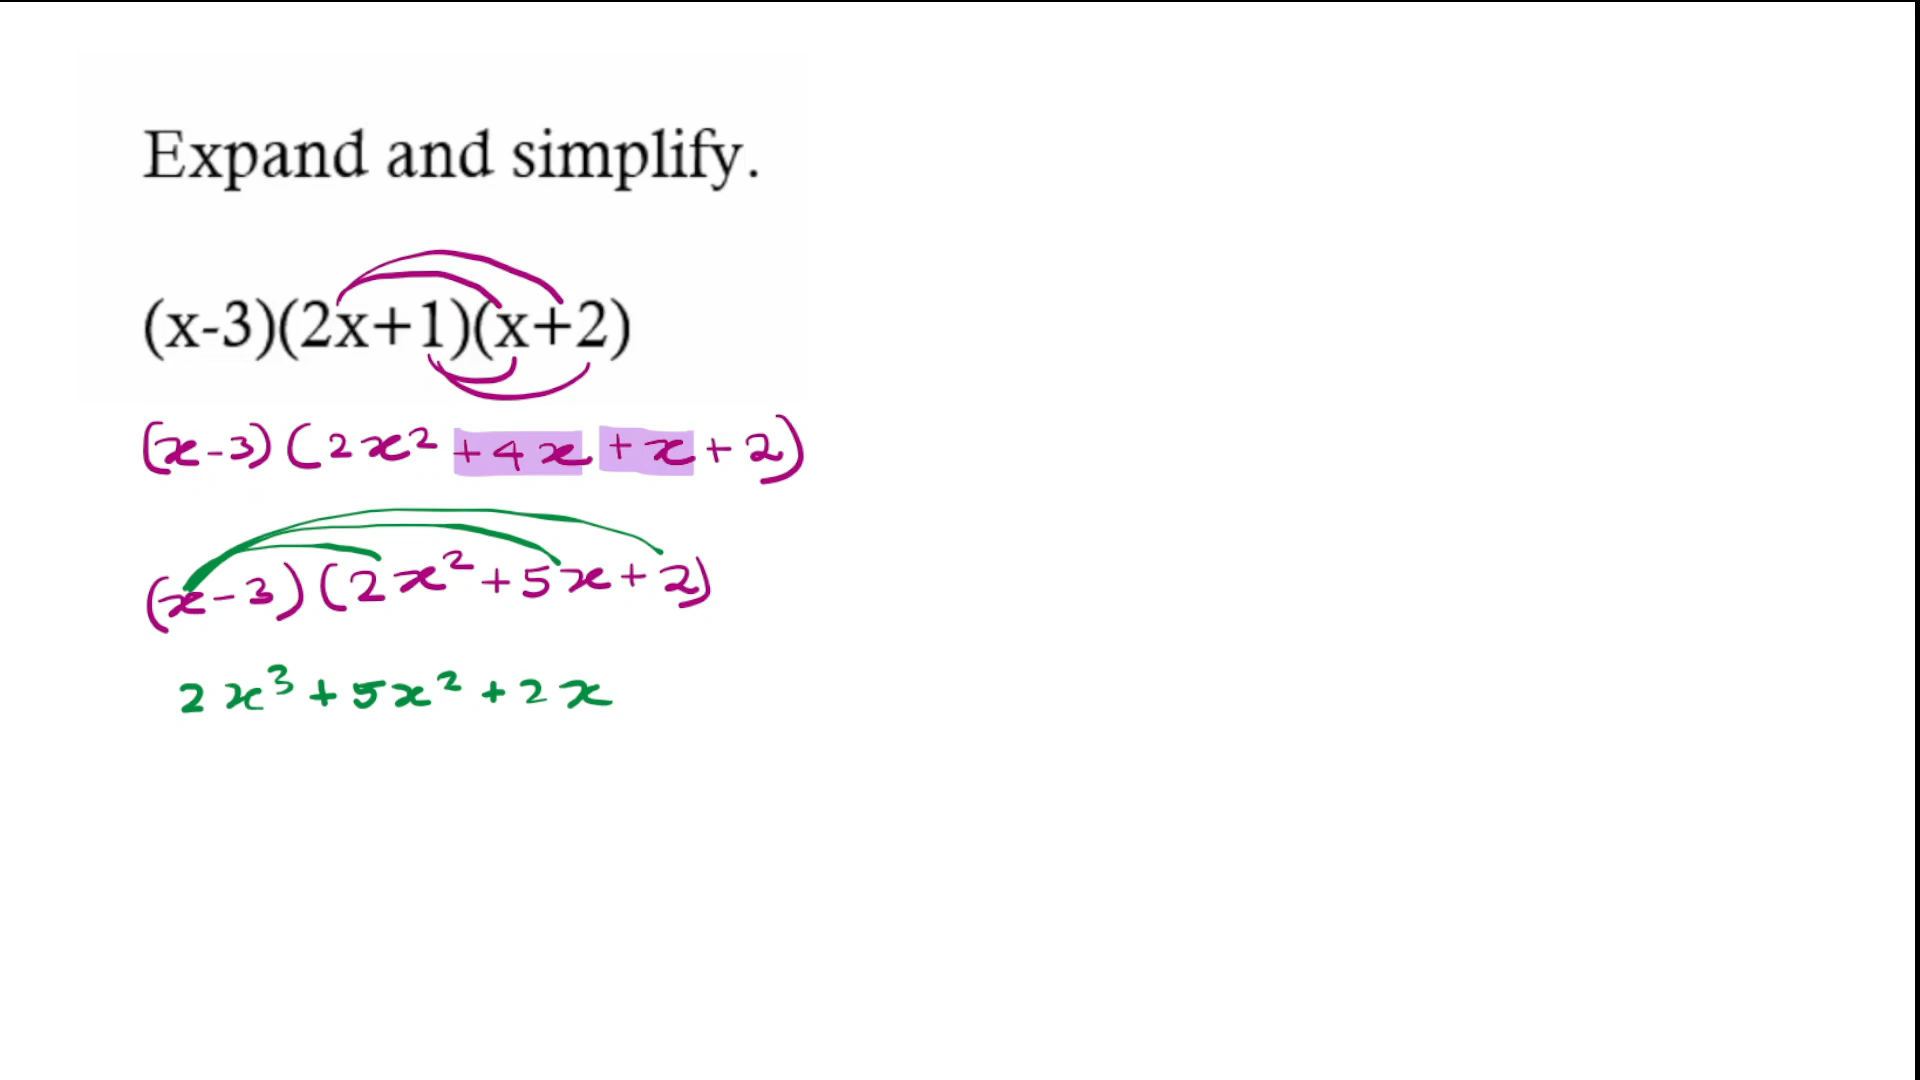 Expand and simplify.
(x-3)(2x+1)(x+2)
(x-3)(2x²+4x+x+2)
(x-3)(2x²+5x+2)
2x³+5x²+2x